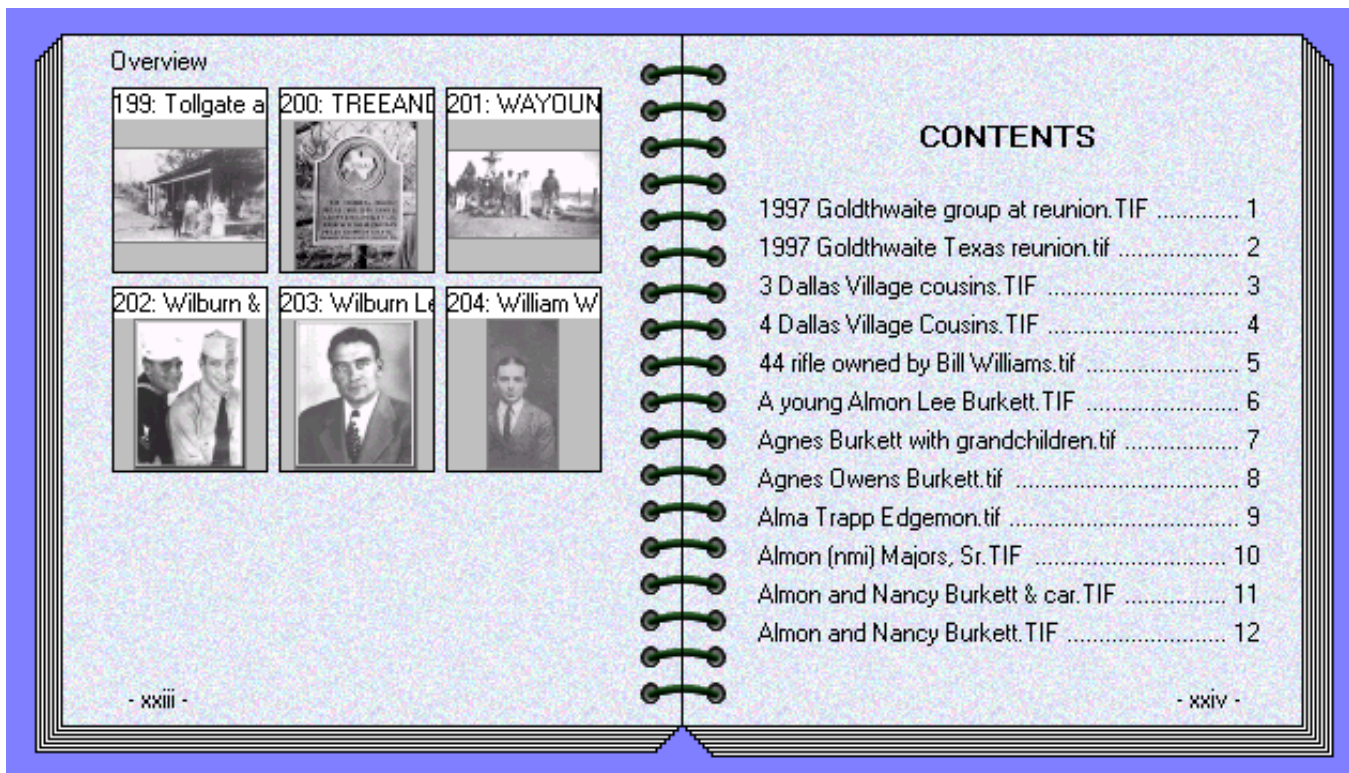 Overview
199: Tollgate a
200: TREEAND
201: WAYOUN
202: Wilburn &
203: Wilburn Le
204: William W
- xxiii -
CONTENTS
1997 Goldthwaite group at reunion.TIF ............. 1
1997 Goldthwaite Texas reunion.tif ................... 2
3 Dallas Village cousins.TIF .............................. 3
4 Dallas Village Cousins.TIF .............................. 4
44 rifle owned by Bill Williams.tif ........................ 5
A young Almon Lee Burkett.TIF ........................ 6
Agnes Burkett with grandchildren.tif .................. 7
Agnes Owens Burkett.tif ................................... 8
Alma Trapp Edgemon.tif .................................... 9
Almon (nmi) Majors, Sr.TIF .............................. 10
Almon and Nancy Burkett & car.TIF ................ 11
Almon and Nancy Burkett.TIF ......................... 12
- xxiv -